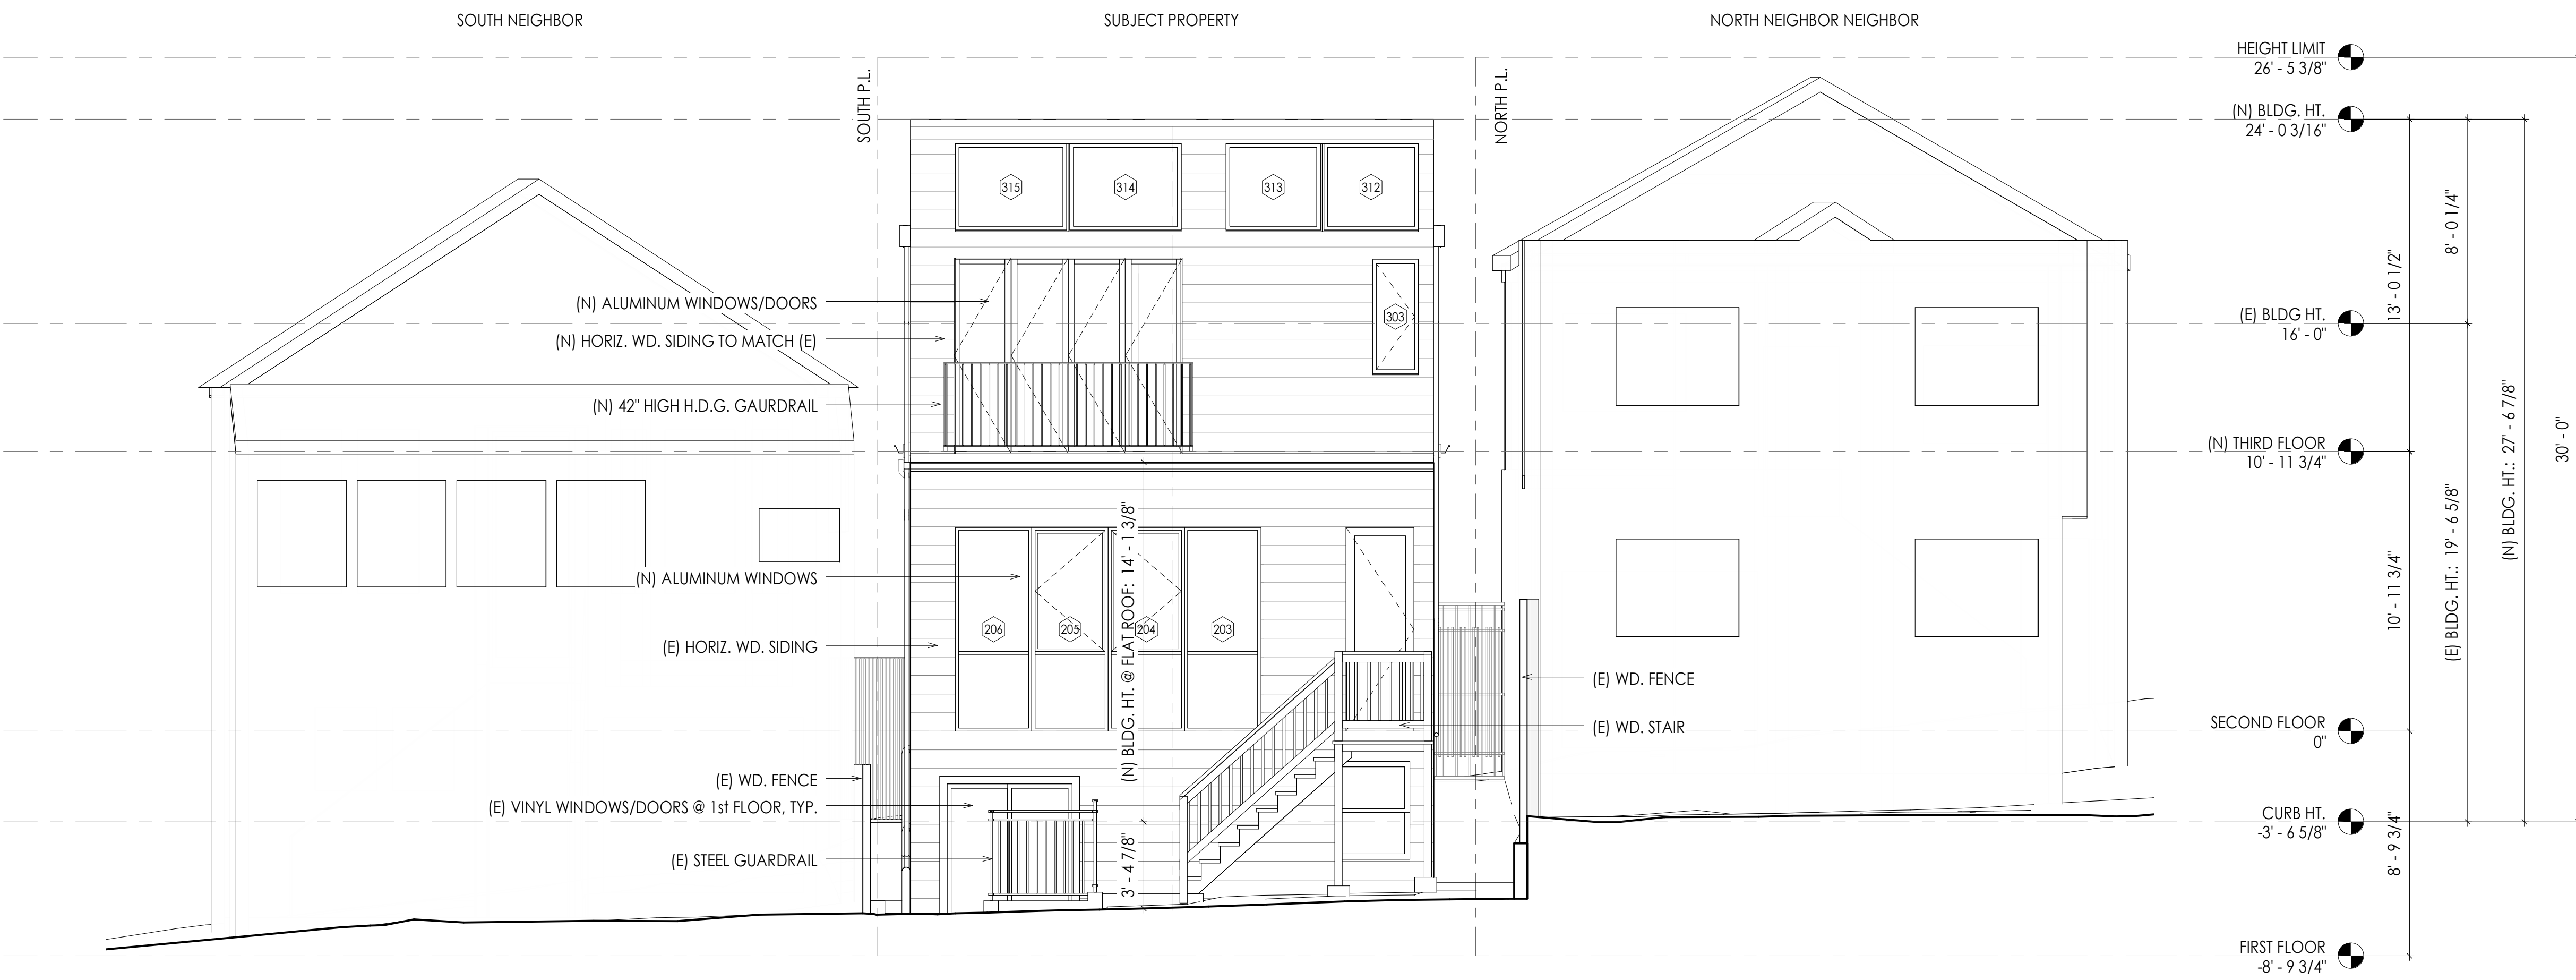 SOUTH NEIGHBOR
SUBJECT PROPERTY
NORTH NEIGHBOR NEIGHBOR
SOUTH P.L.
NORTH P.L.
HEIGHT LIMIT
26' - 5 3/8"
(N) BLDG. HT.
24' - 0 3/16"
315
314
313
312
8' - 0 1/4"
13' - 0 1/2"
(N) ALUMINUM WINDOWS/DOORS
303
(E) BLDG HT.
16' - 0"
(N) HORIZ. WD. SIDING TO MATCH (E)
(N) 42" HIGH H.D.G. GAURDRAIL
(N) BLDG. HT.: 27' - 6 7/8"
30' - 0"
(N) THIRD FLOOR
10' - 11 3/4"
(E) BLDG. HT.: 19' - 6 5/8"
10' - 11 3/4"
(N) BLDG. HT. @ FLAT ROOF: 14' - 1 3/8"
(N) ALUMINUM WINDOWS
206
205
204
203
(E) HORIZ. WD. SIDING
(E) WD. FENCE
(E) WD. STAIR
SECOND FLOOR
0"
(E) WD. FENCE
(E) VINYL WINDOWS/DOORS @ 1st FLOOR, TYP.
CURB HT.
-3' - 6 5/8"
3' - 4 7/8"
8' - 9 3/4"
(E) STEEL GUARDRAIL
FIRST FLOOR
-8' - 9 3/4"